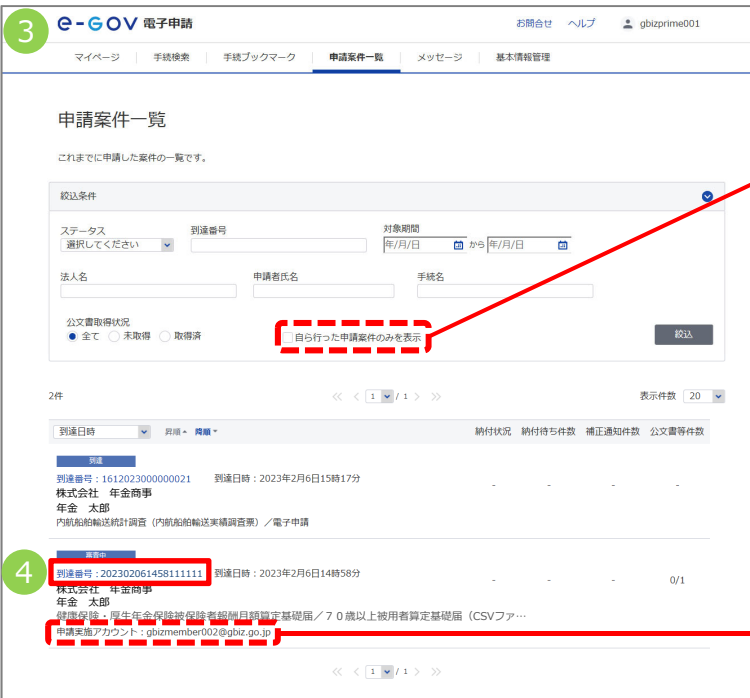 3
e-GOV 電子申請
お問合せ ヘルプ gbizprime001
マイページ 手続検索 手続ブックマーク 申請案件一覧 メッセージ 基本情報管理
申請案件一覧
これまでに申請した案件の一覧です。
絞込条件
ステータス 到達番号 対象期間
選択してください 年/月/日 から 年/月/日
法人名 申請者氏名 手続名
公文書取得状況
全て 未取得 取得済 自ら行った申請案件のみを表示 絞込
2件 << < 1 / 1 > >> 表示件数 20
到達日時 昇順 降順 納付状況 納付待ち件数 補正通知件数 公文書等件数
到達
到達番号：1612023000000021 到達日時：2023年2月6日15時17分
株式会社 年金商事 - - - -
年金 太郎
内航船舶輸送統計調査（内航船舶輸送実績調査票）／電子申請
審査中
4
到達番号：202302061458111111 到達日時：2023年2月6日14時58分
株式会社 年金商事 - - - 0/1
年金 太郎
健康保険・厚生年金保険被保険者報酬月額算定基礎届／７０歳以上被用者算定基礎届（CSVファ…
申請実施アカウント：gbizmember002@gbiz.go.jp
<< < 1 / 1 > >>